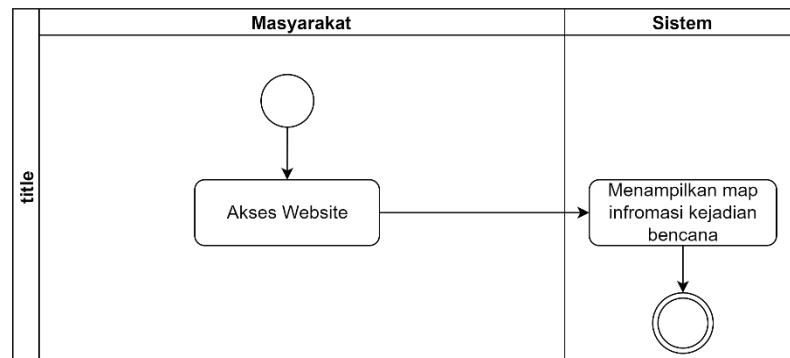 Masyarakat
Sistem
title
Akses Website
Menampilkan map
infromasi kejadian
bencana